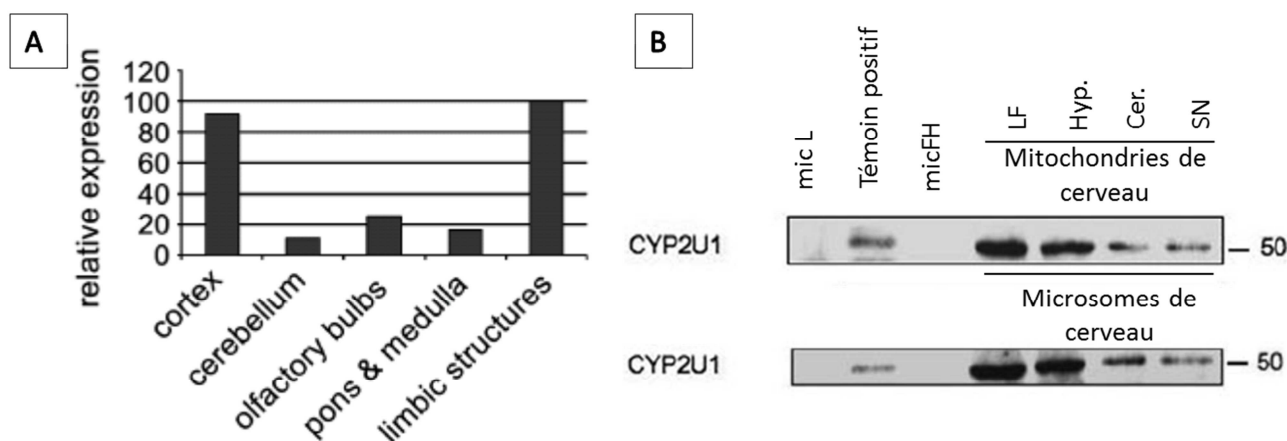 A
relative expression
120
100
80
60
40
20
0
cortex
cerebellum
olfactory bulbs
pons & medulla
limbic structures
B
mic L
Témoin positif
micFH
LF
Hyp.
Cer.
SN
Mitochondries de
cerveau
CYP2U1
50
Microsomes de
cerveau
CYP2U1
50